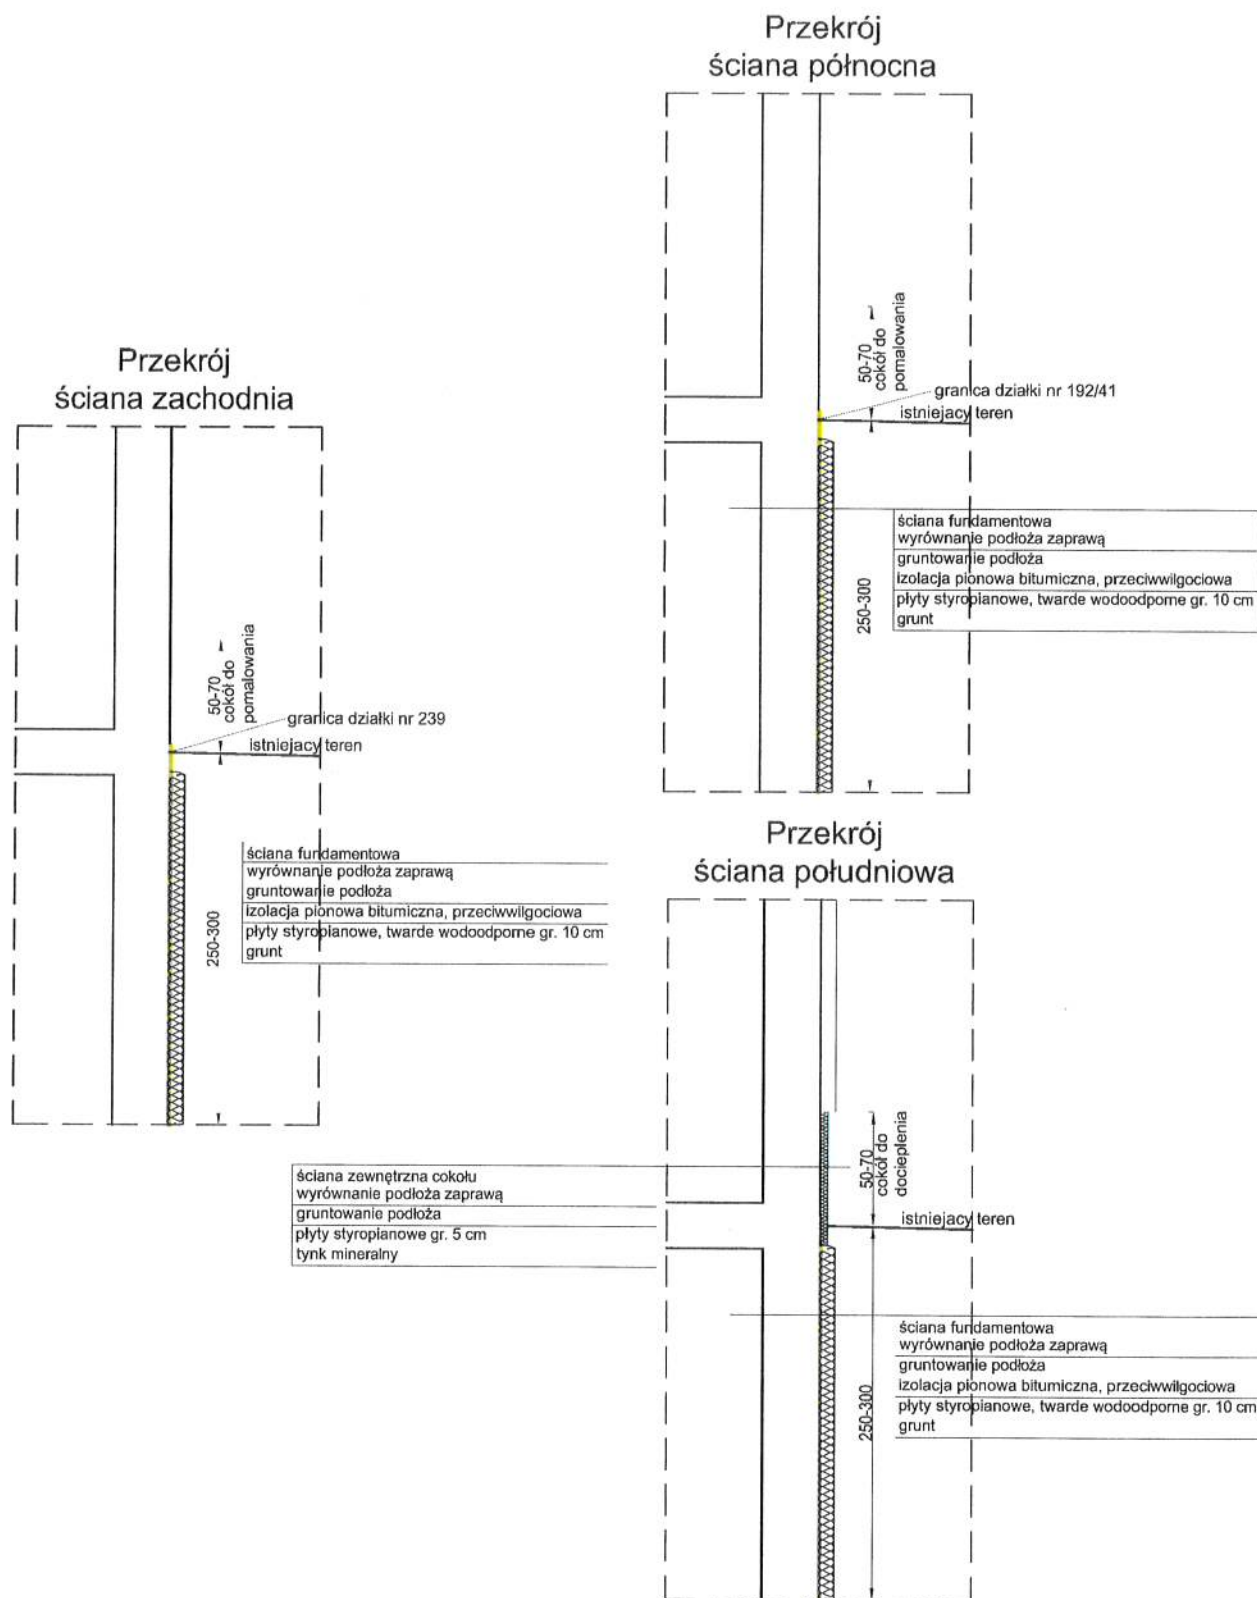 Przekrój
ściana północna
50-70
cokół do
pomalowania
granica działki nr 192/41
istniejacy teren
ściana fundamentowa
wyrównanie podłoża zaprawą
gruntowanie podłoża
izolacja pionowa bitumiczna, przeciwwilgociowa
płyty styropianowe, twarde wodoodporne gr. 10 cm
grunt
250-300
Przekrój
ściana zachodnia
50-70
cokół do
pomalowania
granica działki nr 239
istniejacy teren
ściana fundamentowa
wyrównanie podłoża zaprawą
gruntowanie podłoża
izolacja pionowa bitumiczna, przeciwwilgociowa
płyty styropianowe, twarde wodoodporne gr. 10 cm
grunt
250-300
Przekrój
ściana południowa
50-70
cokół do
docieplenia
ściana zewnętrzna cokołu
wyrównanie podłoża zaprawą
gruntowanie podłoża
płyty styropianowe gr. 5 cm
tynk mineralny
istniejacy teren
ściana fundamentowa
wyrównanie podłoża zaprawą
gruntowanie podłoża
izolacja pionowa bitumiczna, przeciwwilgociowa
płyty styropianowe, twarde wodoodporne gr. 10 cm
grunt
250-300